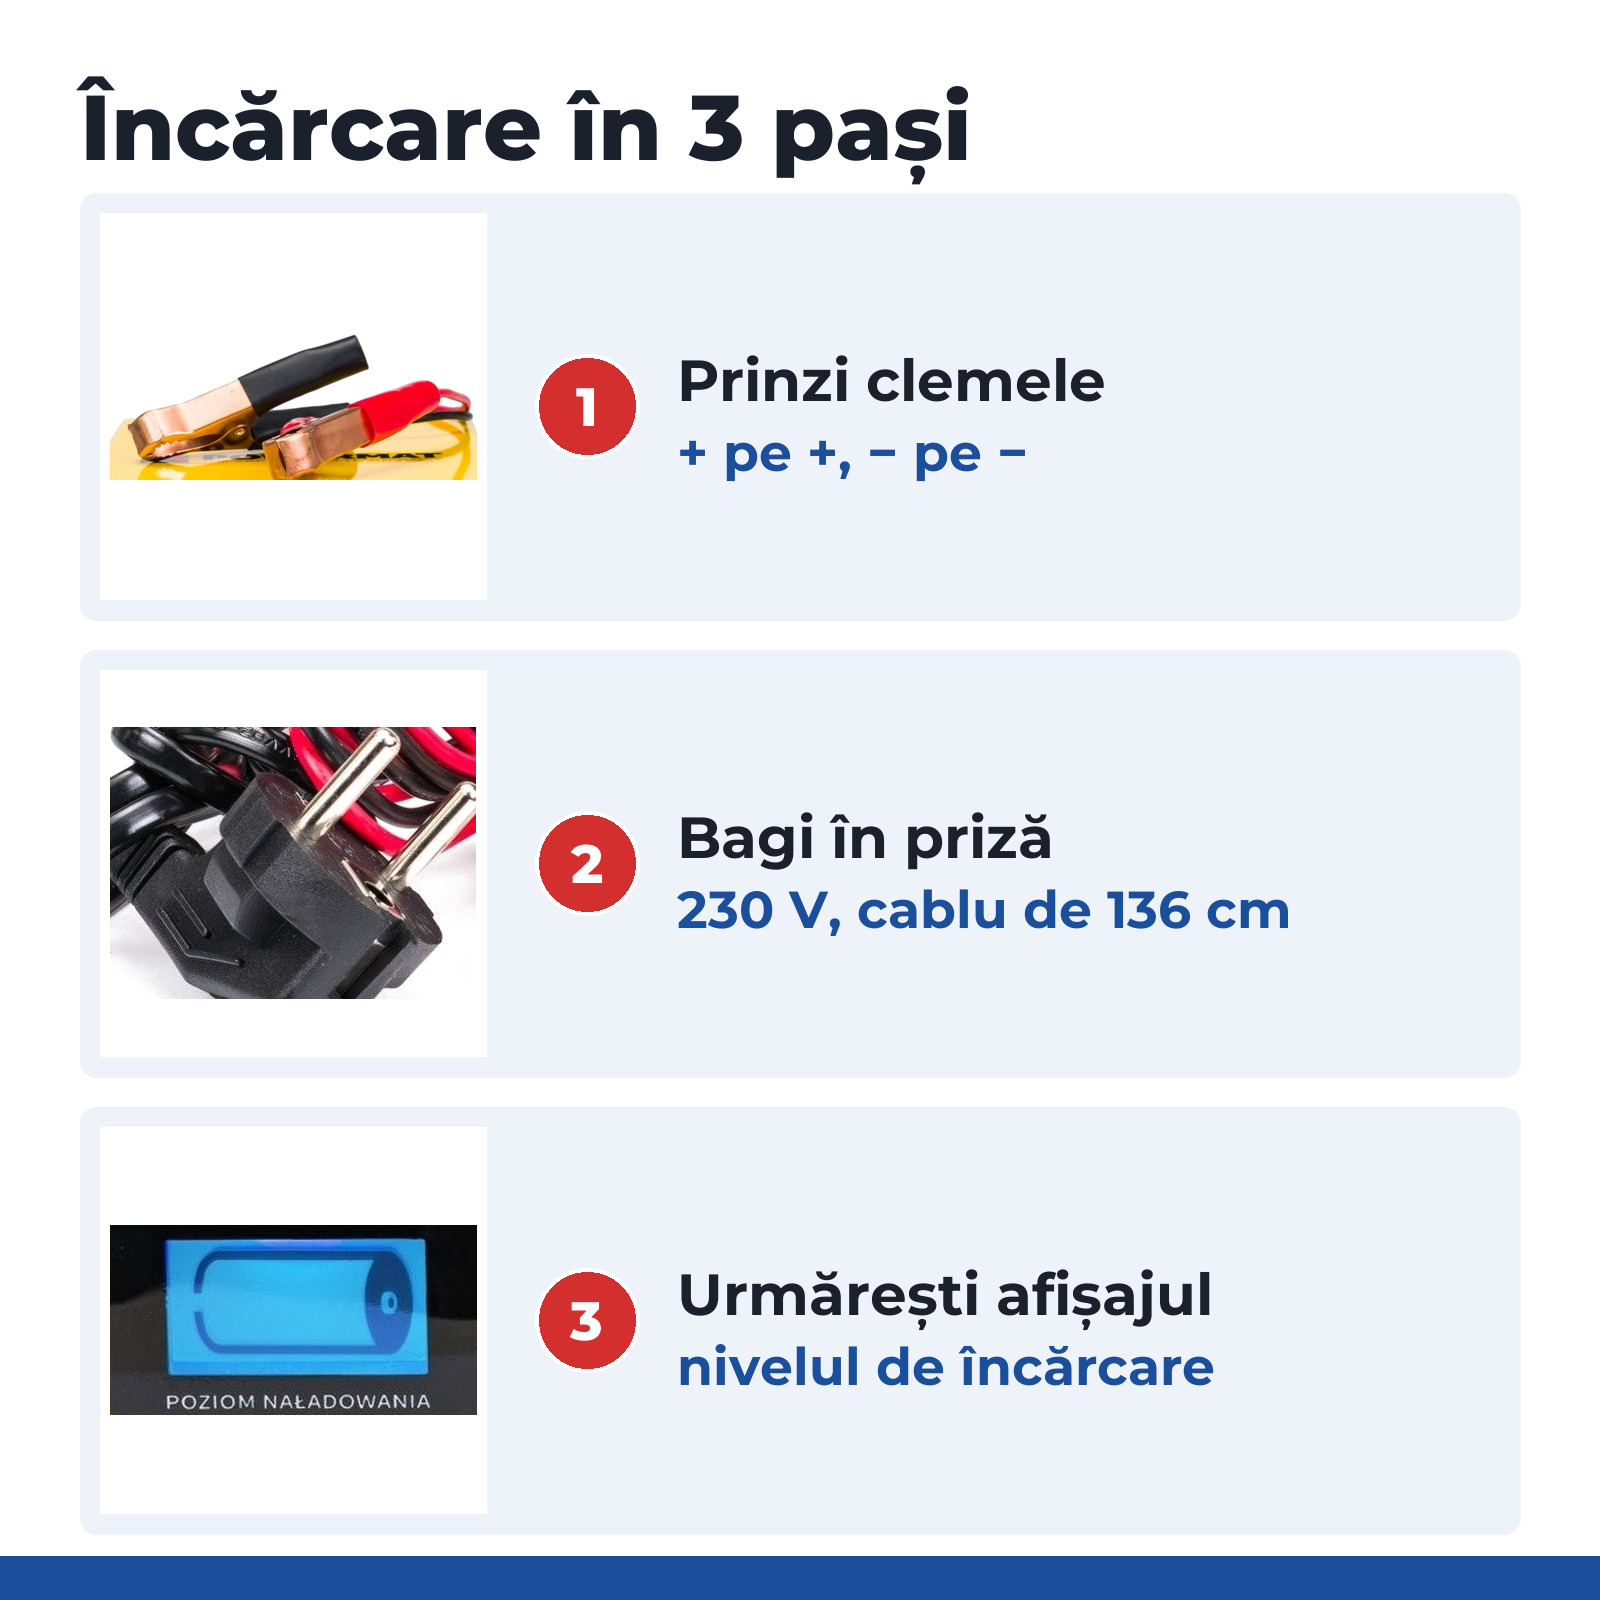 Încărcare în 3 pași
1
Prinzi clemele
+ pe +, − pe −
2
Bagi în priză
230 V, cablu de 136 cm
3
Urmărești afișajul
nivelul de încărcare
POZIOM NAŁADOWANIA